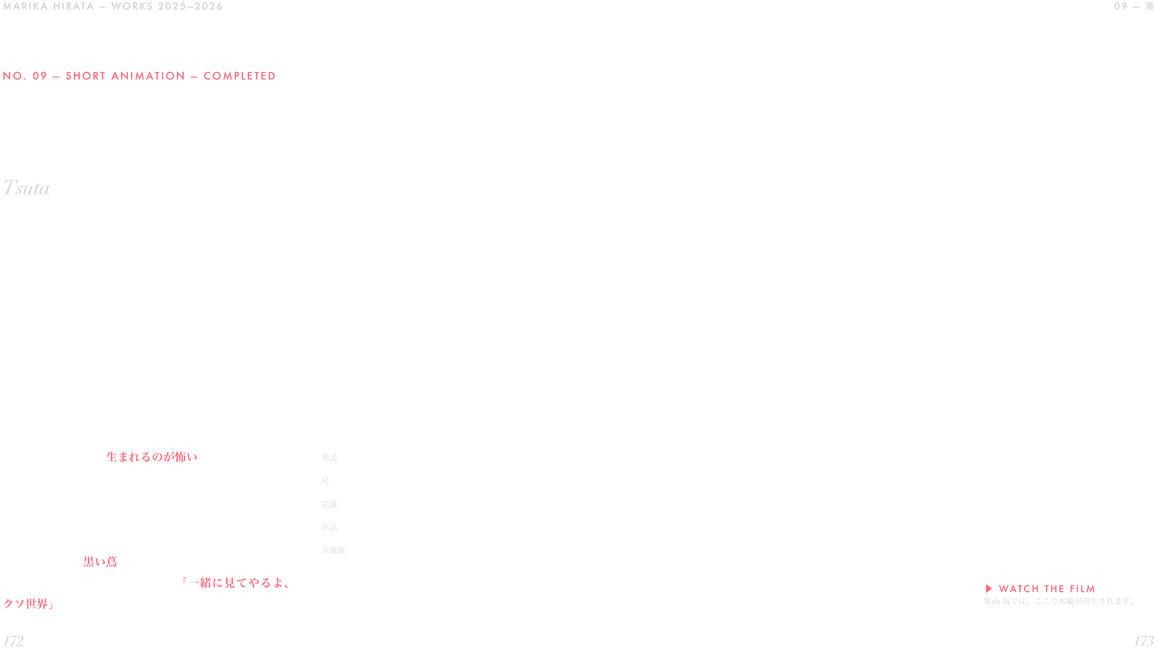 MARIKA HIRATA — WORKS 2025–2026
09 — 蔦
NO. 09 — SHORT ANIMATION — COMPLETED
Tsuta
生まれるのが怖い
黒い蔦
「一緒に見てやるよ、
クソ世界」
形式
尺
完成
出品
主題歌
▶ WATCH THE FILM
Web 版では、ここで本編が再生されます。
172
173